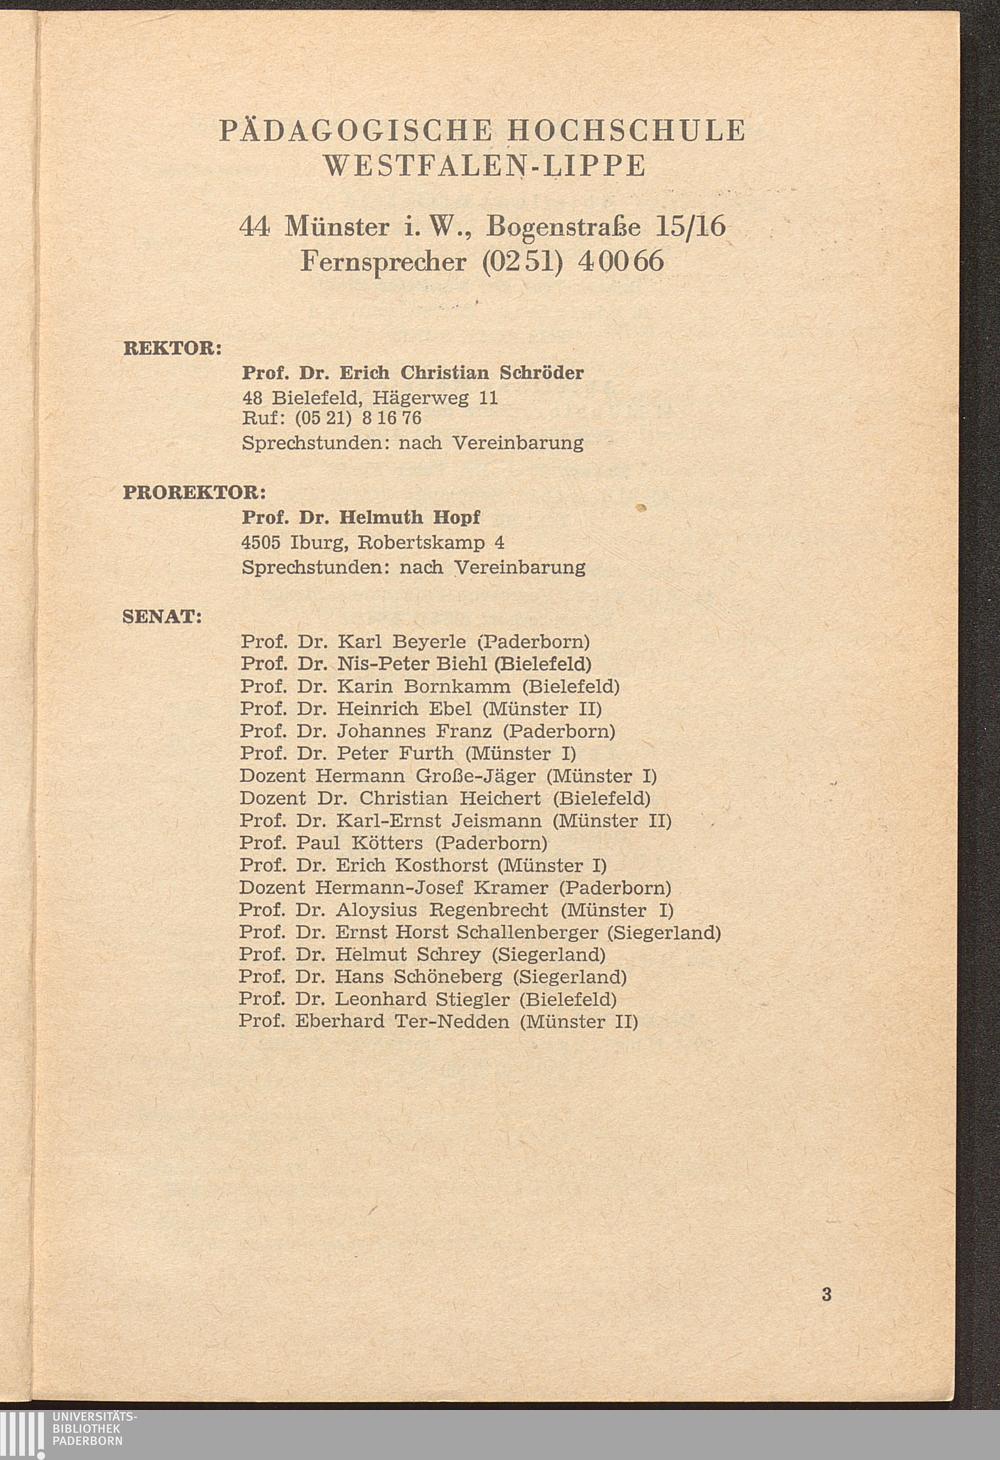 PÄDAGOGISCHE HOCHSCHULE
WESTFALEN-LIPPE
44 Münster i. W., Bogenstraße 15/16
Fernsprecher (02 51) 4 00 66
REKTOR:
Prof. Dr. Erich Christian Schröder
48 Bielefeld, Hägerweg 11
Ruf: (05 21) 8 16 76
Sprechstunden: nach Vereinbarung
PROREKTOR:
Prof. Dr. Helmuth Hopf
4505 Iburg, Robertskamp 4
Sprechstunden: nach Vereinbarung
SENAT:
Prof. Dr. Karl Beyerle (Paderborn)
Prof. Dr. Nis-Peter Biehl (Bielefeld)
Prof. Dr. Karin Bornkamm (Bielefeld)
Prof. Dr. Heinrich Ebel (Münster II)
Prof. Dr. Johannes Franz (Paderborn)
Prof. Dr. Peter Furth (Münster I)
Dozent Hermann Große-Jäger (Münster I)
Dozent Dr. Christian Heichert (Bielefeld)
Prof. Dr. Karl-Ernst Jeismann (Münster II)
Prof. Paul Kötters (Paderborn)
Prof. Dr. Erich Kosthorst (Münster I)
Dozent Hermann-Josef Kramer (Paderborn)
Prof. Dr. Aloysius Regenbrecht (Münster I)
Prof. Dr. Ernst Horst Schallenberger (Siegerland)
Prof. Dr. Helmut Schrey (Siegerland)
Prof. Dr. Hans Schöneberg (Siegerland)
Prof. Dr. Leonhard Stiegler (Bielefeld)
Prof. Eberhard Ter-Nedden (Münster II)
3
UNIVERSITÄTS-
BIBLIOTHEK
PADERBORN